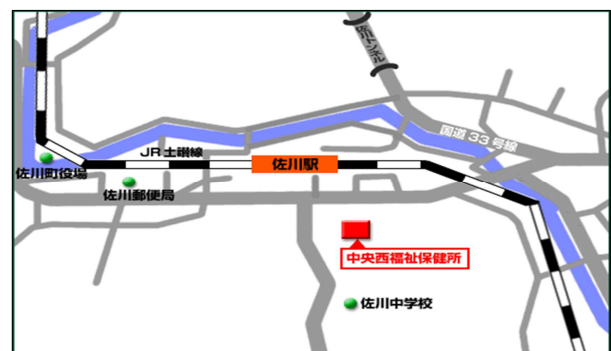 佐川トンネル
国道33号線
JR土讃線
佐川駅
佐川町役場
佐川郵便局
中央西福祉保健所
佐川中学校